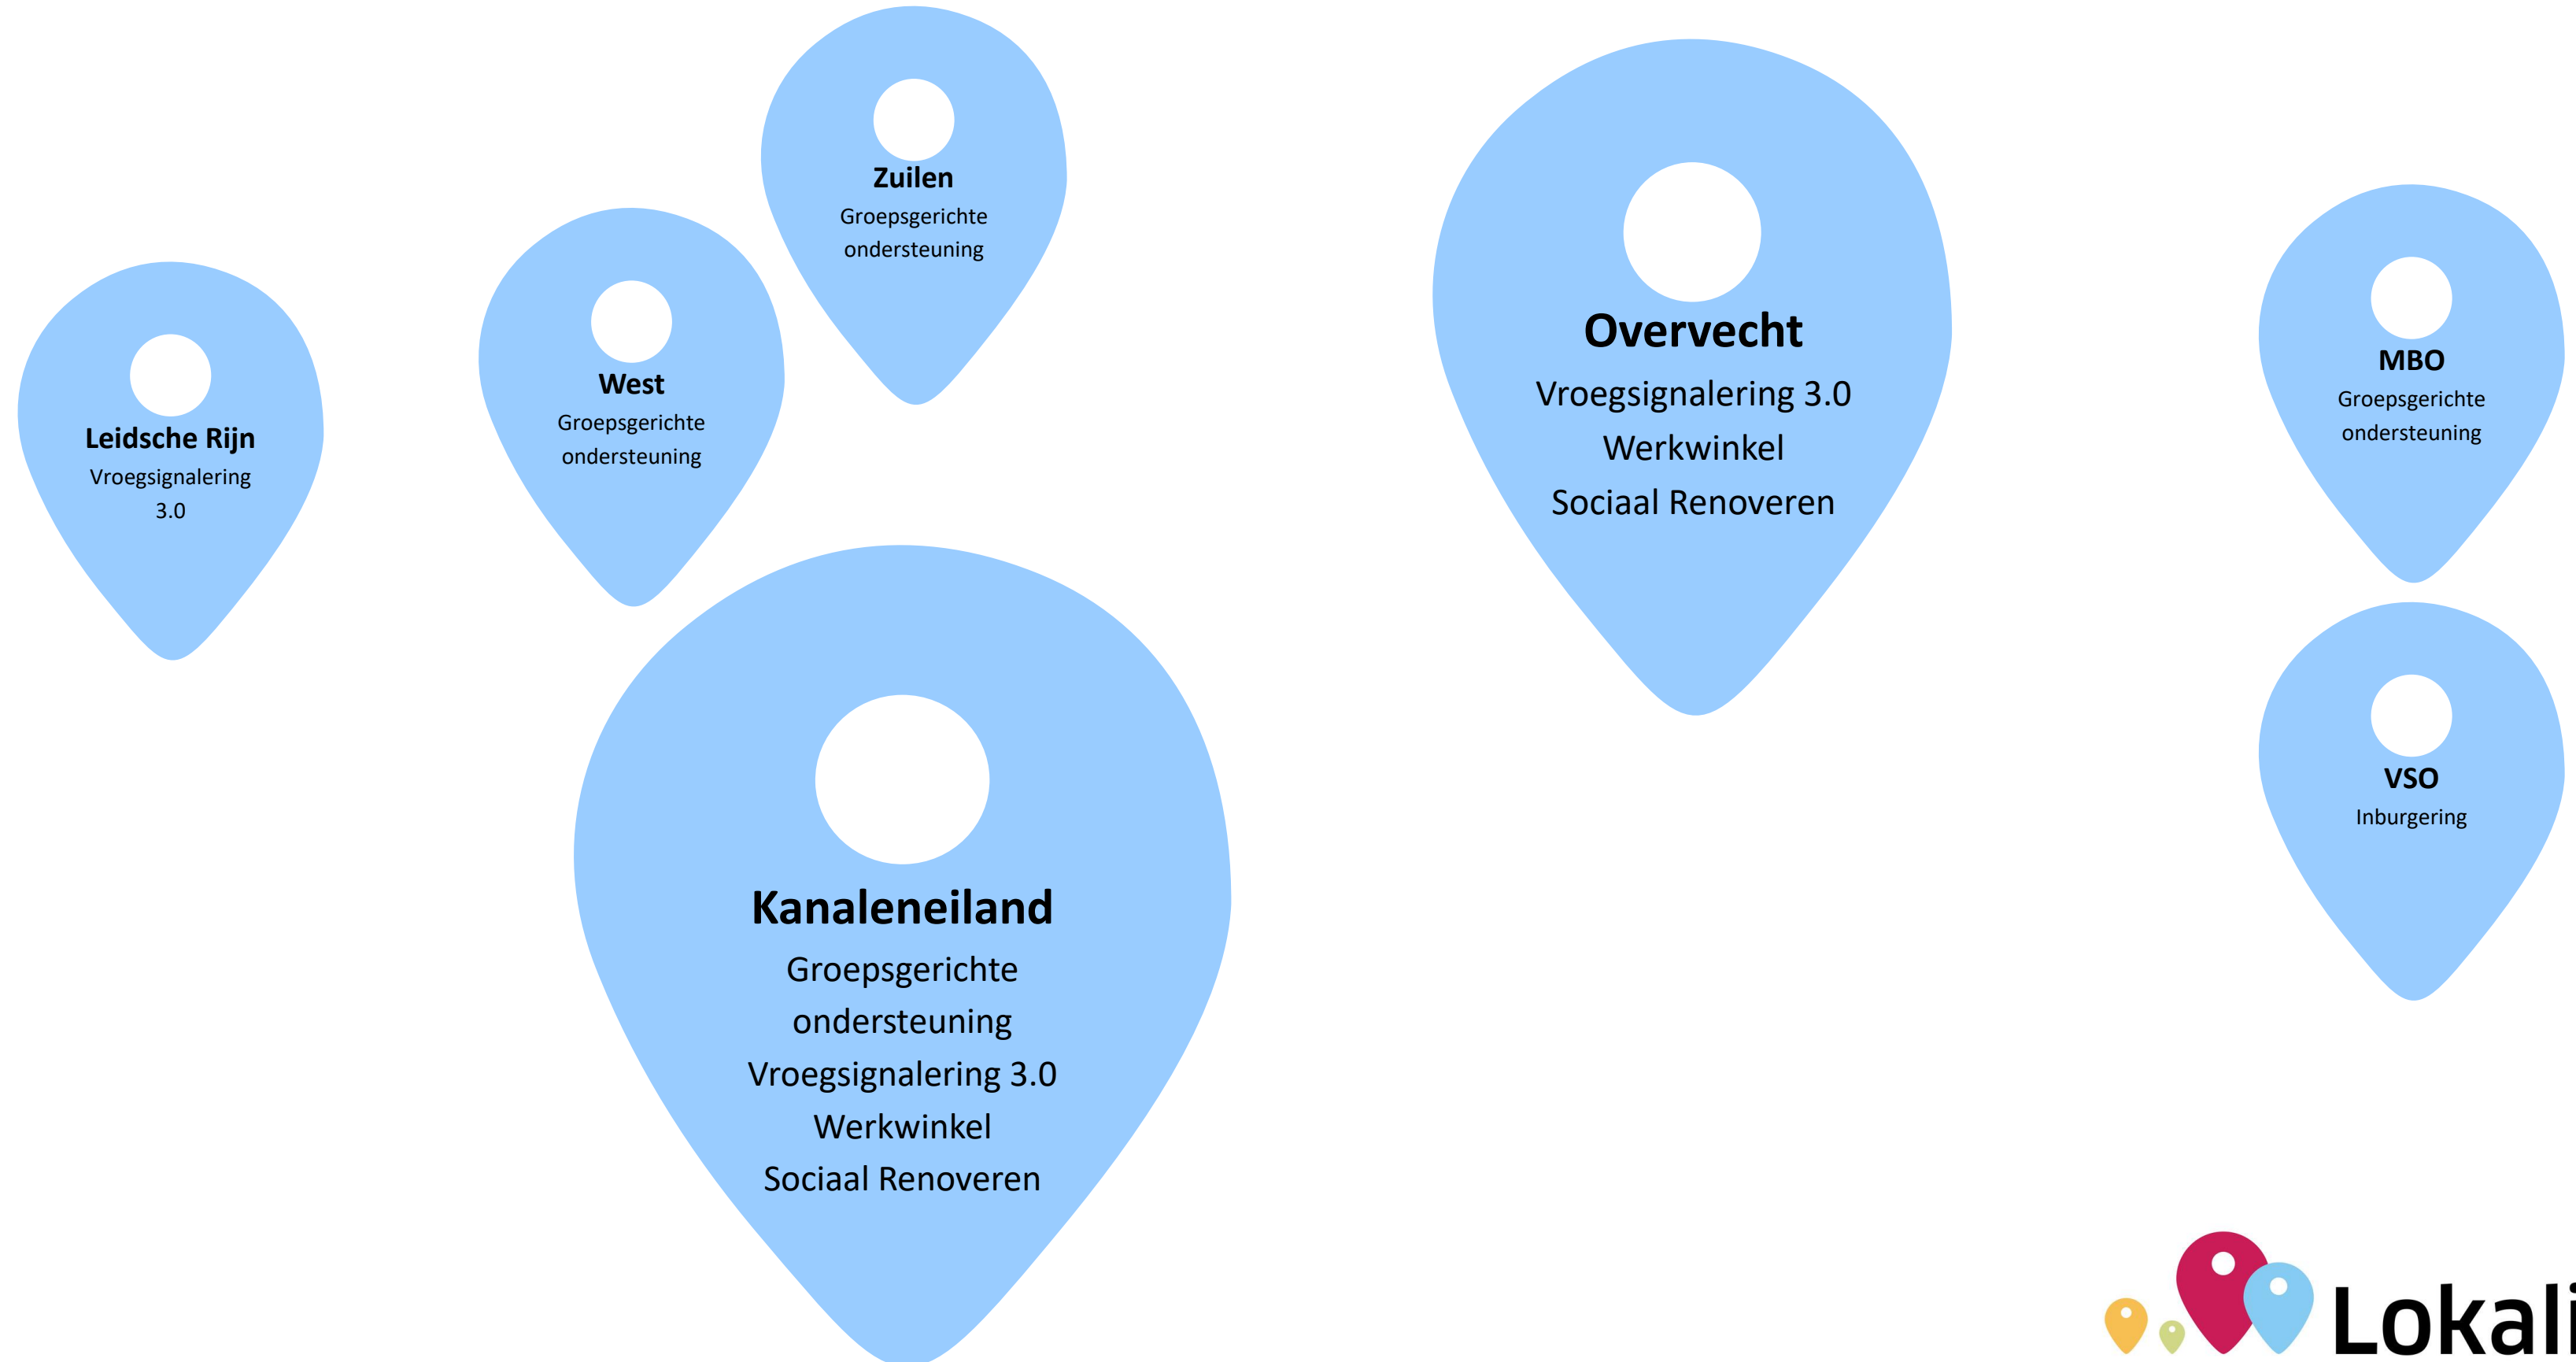 Zuilen
Groepsgerichte
ondersteuning
West
Groepsgerichte
ondersteuning
Leidsche Rijn
Vroegsignalering
3.0
Overvecht
Vroegsignalering 3.0
Werkwinkel
Sociaal Renoveren
MBO
Groepsgerichte
ondersteuning
VSO
Inburgering
Kanaleneiland
Groepsgerichte
ondersteuning
Vroegsignalering 3.0
Werkwinkel
Sociaal Renoveren
Lokali